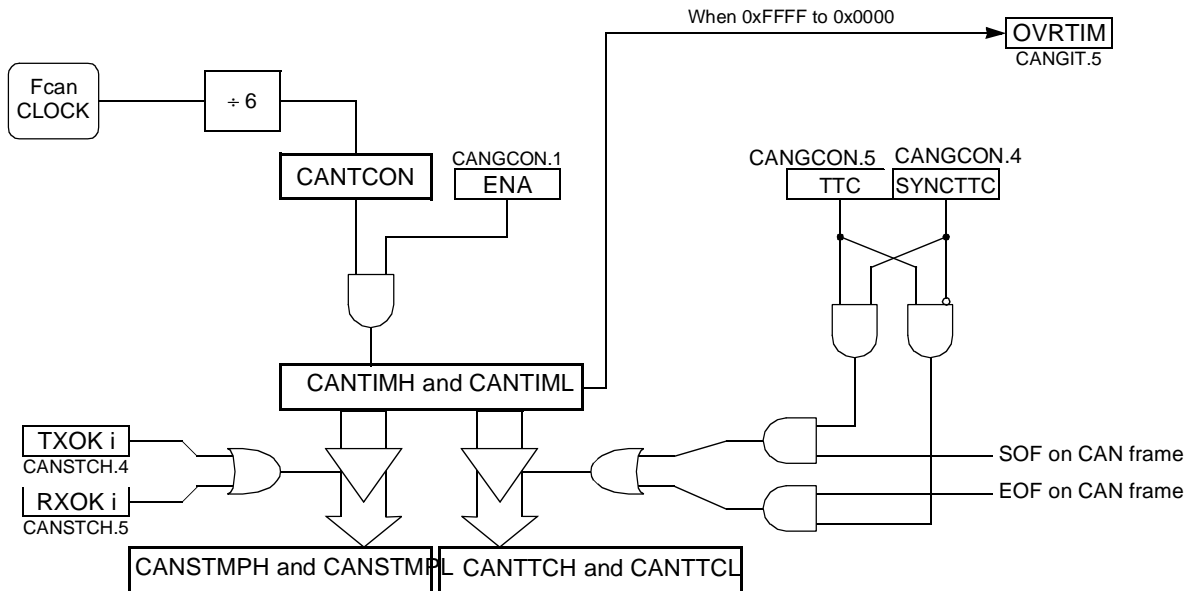 When 0xFFFF to 0x0000
OVRTIM
CANGIT.5
Fcan
CLOCK
÷ 6
CANTCON
CANGCON.1
ENA
CANGCON.5
CANGCON.4
TTC
SYNCTTC
CANTIMH and CANTIML
TXOK i
CANSTCH.4
RXOK i
CANSTCH.5
SOF on CAN frame
EOF on CAN frame
CANSTMPH and CANSTMPL
CANTTCH and CANTTCL